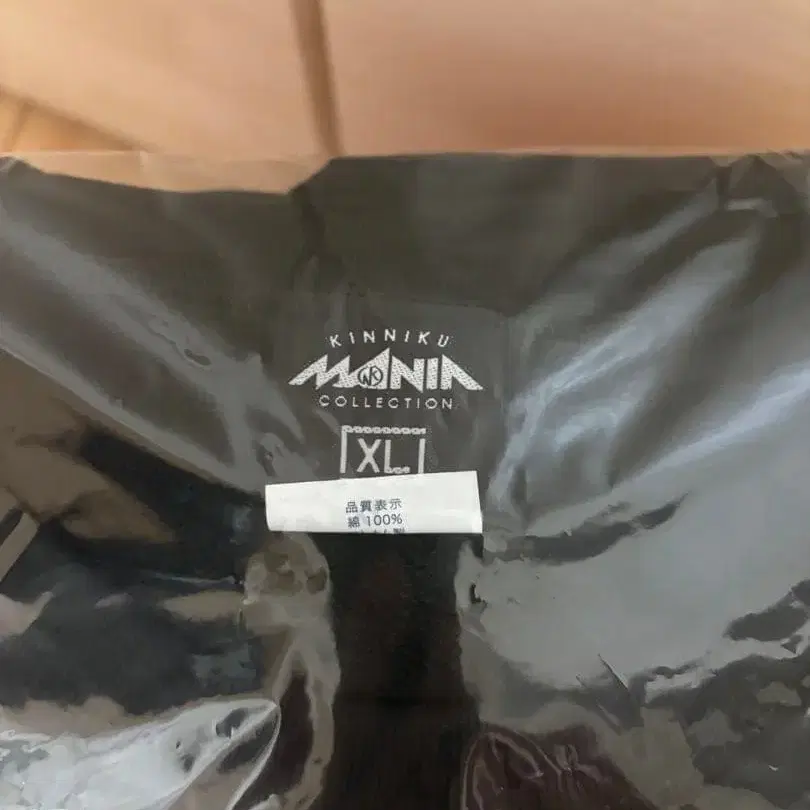 KINNIKU
MANIA
COLLECTION
XL
品質表示
綿 100%